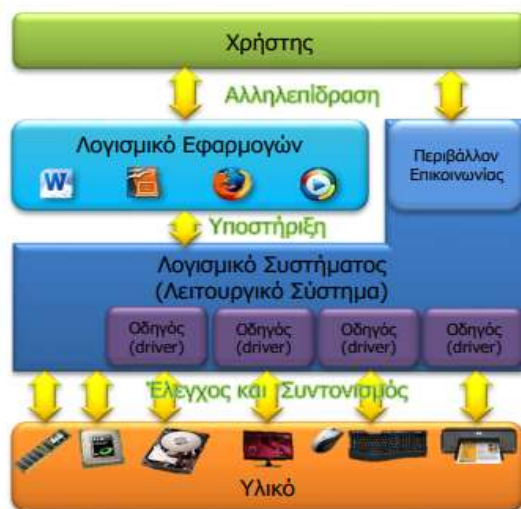 Χρήστης
Αλληλεπίδραση
Λογισμικό Εφαρμογών
Περιβάλλον
Επικοινωνίας
W
Υποστήριξη
Λογισμικό Συστήματος
(Λειτουργικό Σύστημα)
Οδηγός
(driver)
Οδηγός
(driver)
Οδηγός
(driver)
Οδηγός
(driver)
Έλεγχος και Συντονισμός
Υλικό